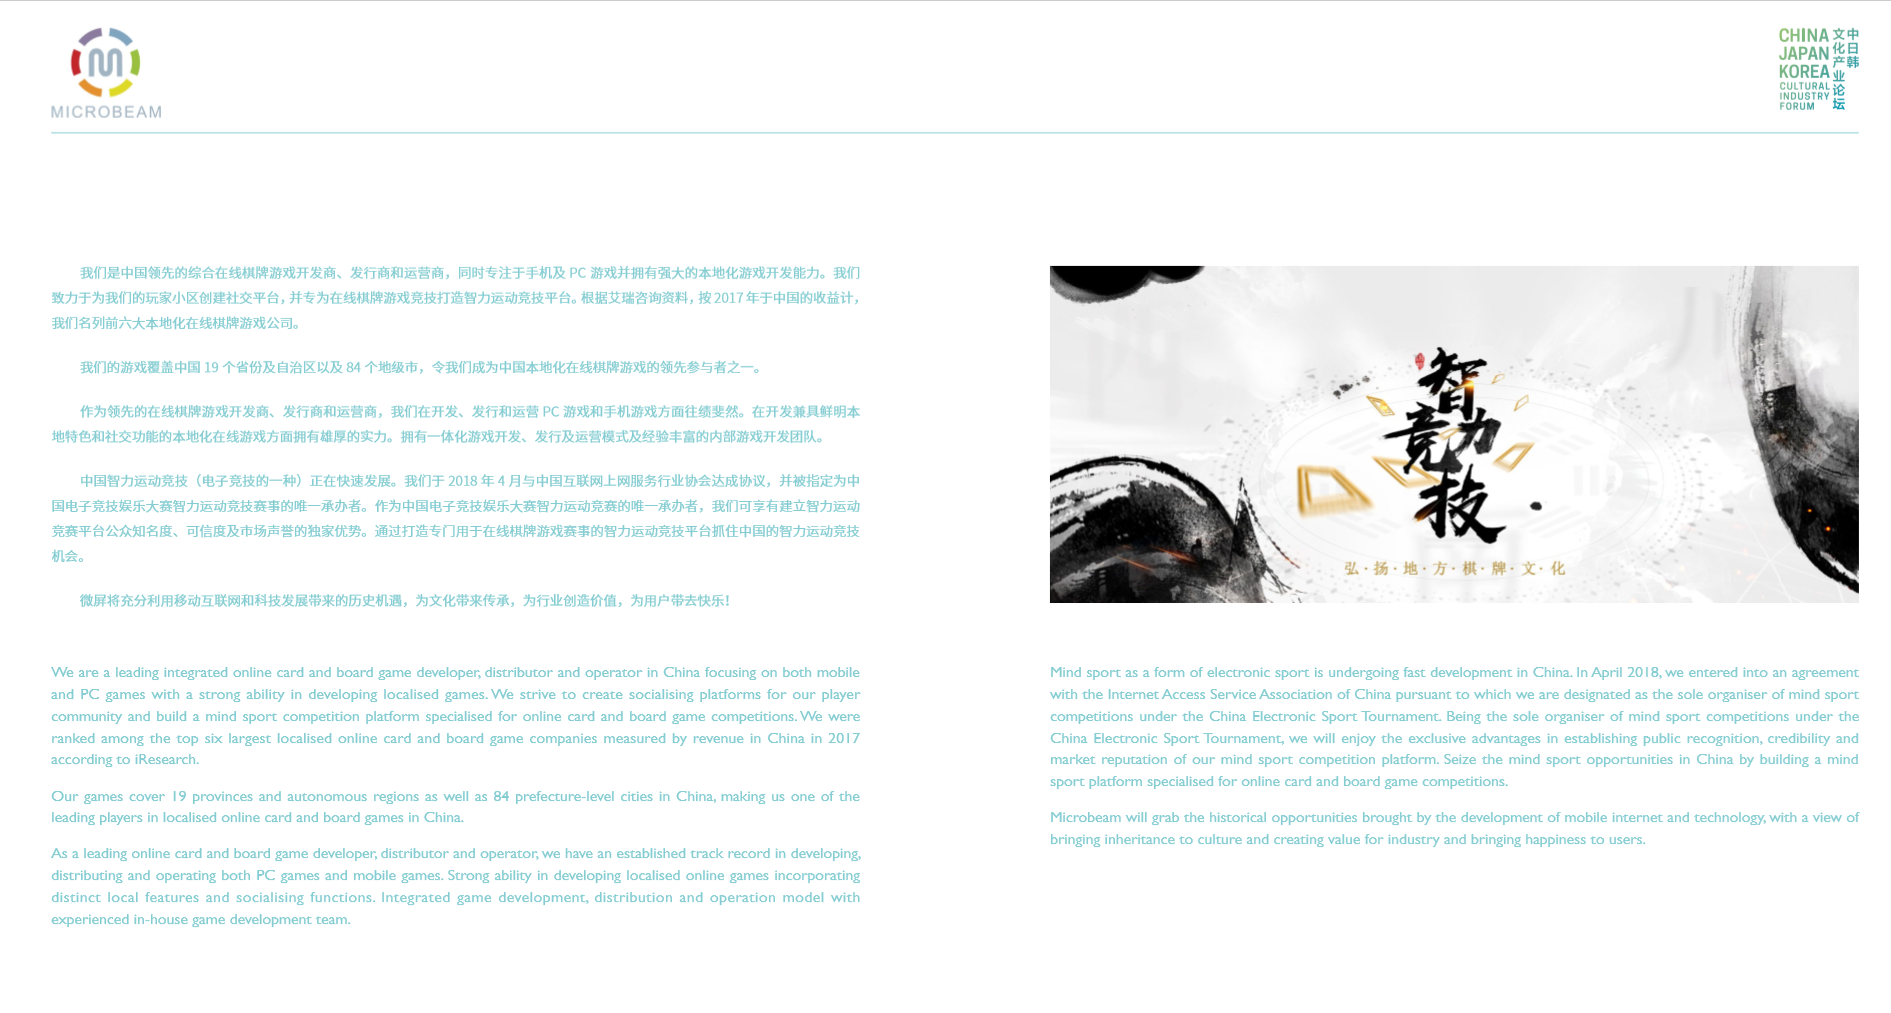 MICROBEAM
CHINA
JAPAN
KOREA
CULTURAL
INDUSTRY
FORUM
中日韩
文化产业论坛
我们是中国领先的综合在线棋牌游戏开发商、发行商和运营商，同时专注于手机及 PC 游戏并拥有强大的本地化游戏开发能力。我们
致力于为我们的玩家小区创建社交平台，并专为在线棋牌游戏竞技打造智力运动竞技平台。根据艾瑞咨询资料，按 2017 年于中国的收益计，
我们名列前六大本地化在线棋牌游戏公司。
我们的游戏覆盖中国 19 个省份及自治区以及 84 个地级市，令我们成为中国本地化在线棋牌游戏的领先参与者之一。
作为领先的在线棋牌游戏开发商、发行商和运营商，我们在开发、发行和运营 PC 游戏和手机游戏方面往绩斐然。在开发兼具鲜明本
地特色和社交功能的本地化在线游戏方面拥有雄厚的实力。拥有一体化游戏开发、发行及运营模式及经验丰富的内部游戏开发团队。
中国智力运动竞技（电子竞技的一种）正在快速发展。我们于 2018 年 4 月与中国互联网上网服务行业协会达成协议，并被指定为中
国电子竞技娱乐大赛智力运动竞技赛事的唯一承办者。作为中国电子竞技娱乐大赛智力运动竞赛的唯一承办者，我们可享有建立智力运动
竞赛平台公众知名度、可信度及市场声誉的独家优势。通过打造专门用于在线棋牌游戏赛事的智力运动竞技平台抓住中国的智力运动竞技
机会。
微屏将充分利用移动互联网和科技发展带来的历史机遇，为文化带来传承，为行业创造价值，为用户带去快乐！
We are a leading integrated online card and board game developer, distributor and operator in China focusing on both mobile
and PC games with a strong ability in developing localised games. We strive to create socialising platforms for our player
community and build a mind sport competition platform specialised for online card and board game competitions. We were
ranked among the top six largest localised online card and board game companies measured by revenue in China in 2017
according to iResearch.
Our games cover 19 provinces and autonomous regions as well as 84 prefecture-level cities in China, making us one of the
leading players in localised online card and board games in China.
As a leading online card and board game developer, distributor and operator, we have an established track record in developing,
distributing and operating both PC games and mobile games. Strong ability in developing localised online games incorporating
distinct local features and socialising functions. Integrated game development, distribution and operation model with
experienced in-house game development team.
智力
竞技
弘·扬·地·方·棋·牌·文·化
Mind sport as a form of electronic sport is undergoing fast development in China. In April 2018, we entered into an agreement
with the Internet Access Service Association of China pursuant to which we are designated as the sole organiser of mind sport
competitions under the China Electronic Sport Tournament. Being the sole organiser of mind sport competitions under the
China Electronic Sport Tournament, we will enjoy the exclusive advantages in establishing public recognition, credibility and
market reputation of our mind sport competition platform. Seize the mind sport opportunities in China by building a mind
sport platform specialised for online card and board game competitions.
Microbeam will grab the historical opportunities brought by the development of mobile internet and technology, with a view of
bringing inheritance to culture and creating value for industry and bringing happiness to users.